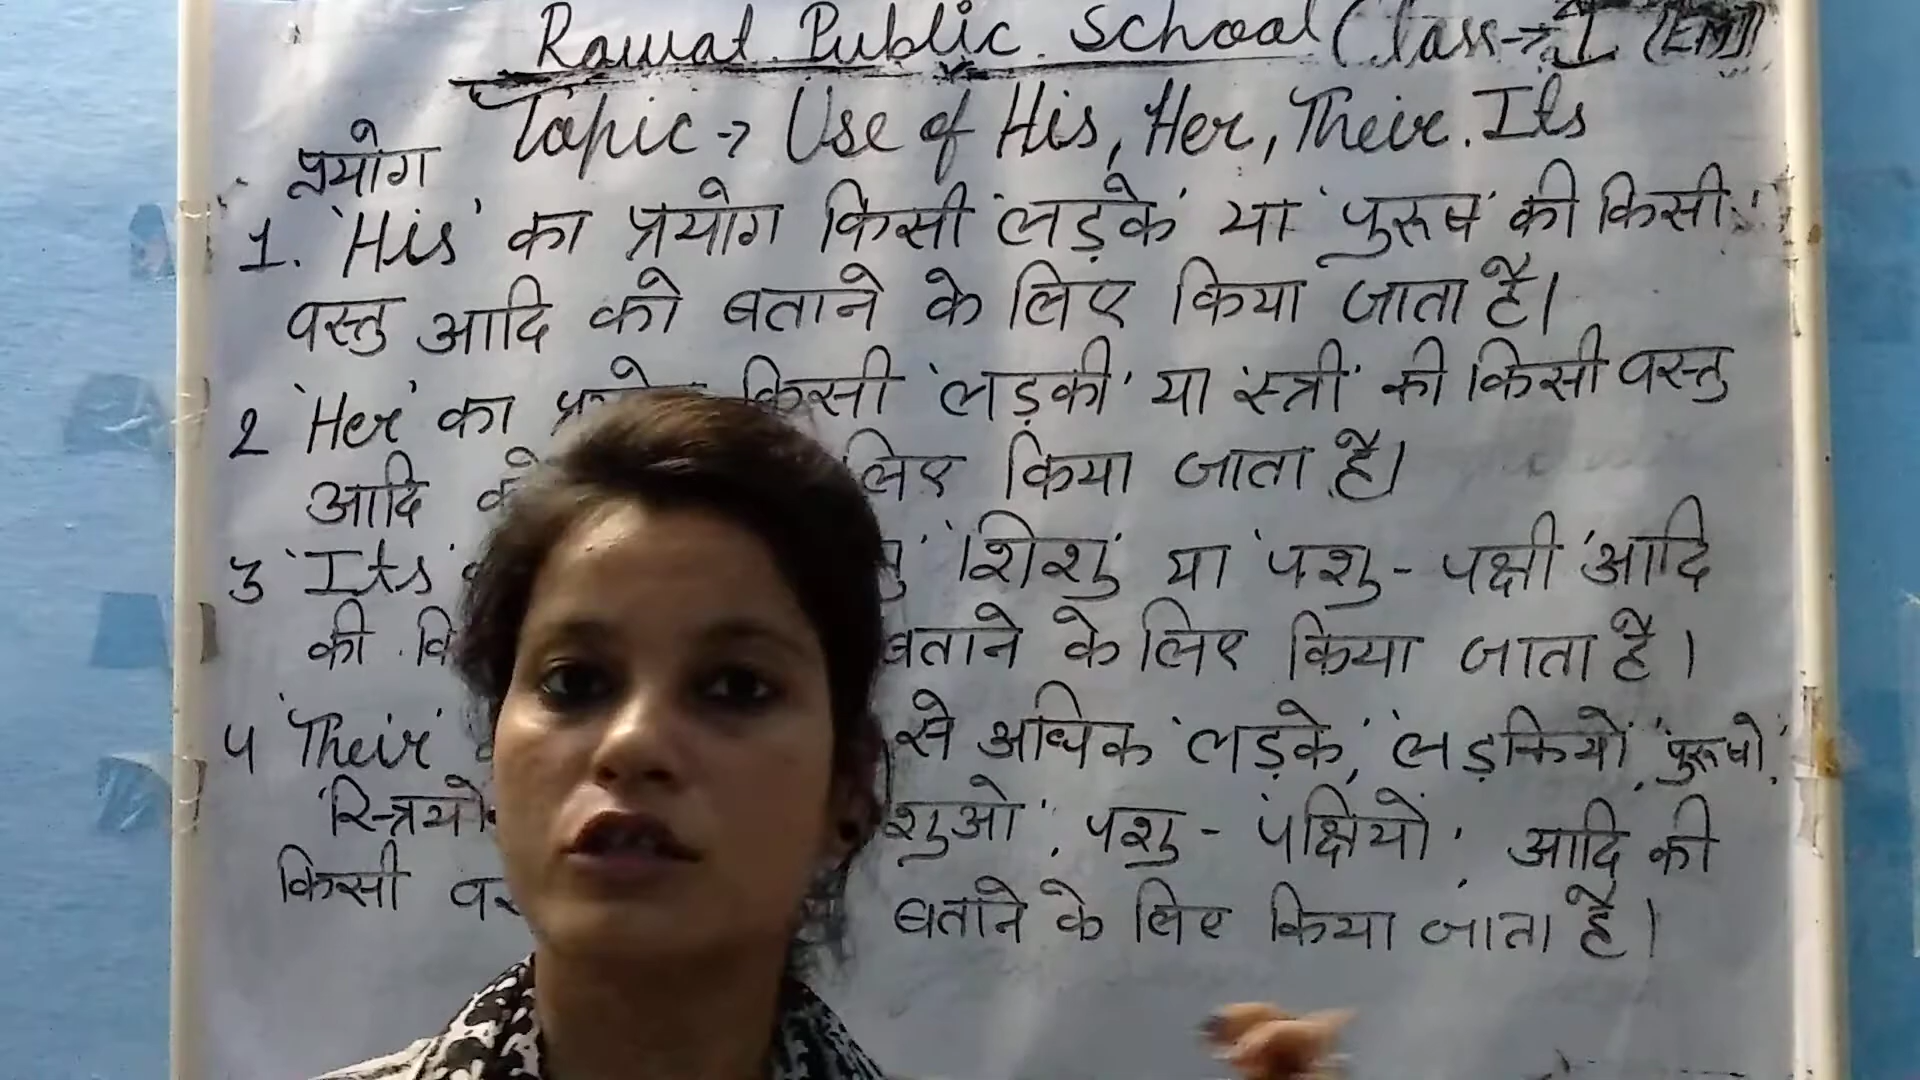 Rawat Public School (Class→ I (EM))
Topic → Use of His, Her, Their. Its
प्रयोग
1. 'His' का प्रयोग किसी 'लड़के' या 'पुरूष' की किसी
वस्तु आदि को बताने के लिए किया जाता है।
2 'Her' का किसी 'लड़की' या 'स्त्री' की किसी वस्तु
आदि लिए किया जाता है।
3 'Its' 'शिशु' या 'पशु-पक्षी' आदि
की बताने के लिए किया जाता है।
4 'Their' से अधिक 'लड़के', 'लड़कियों', 'पुरूषों',
पशु-पक्षियों' आदि की
किसी बताने के लिए किया जाता है।